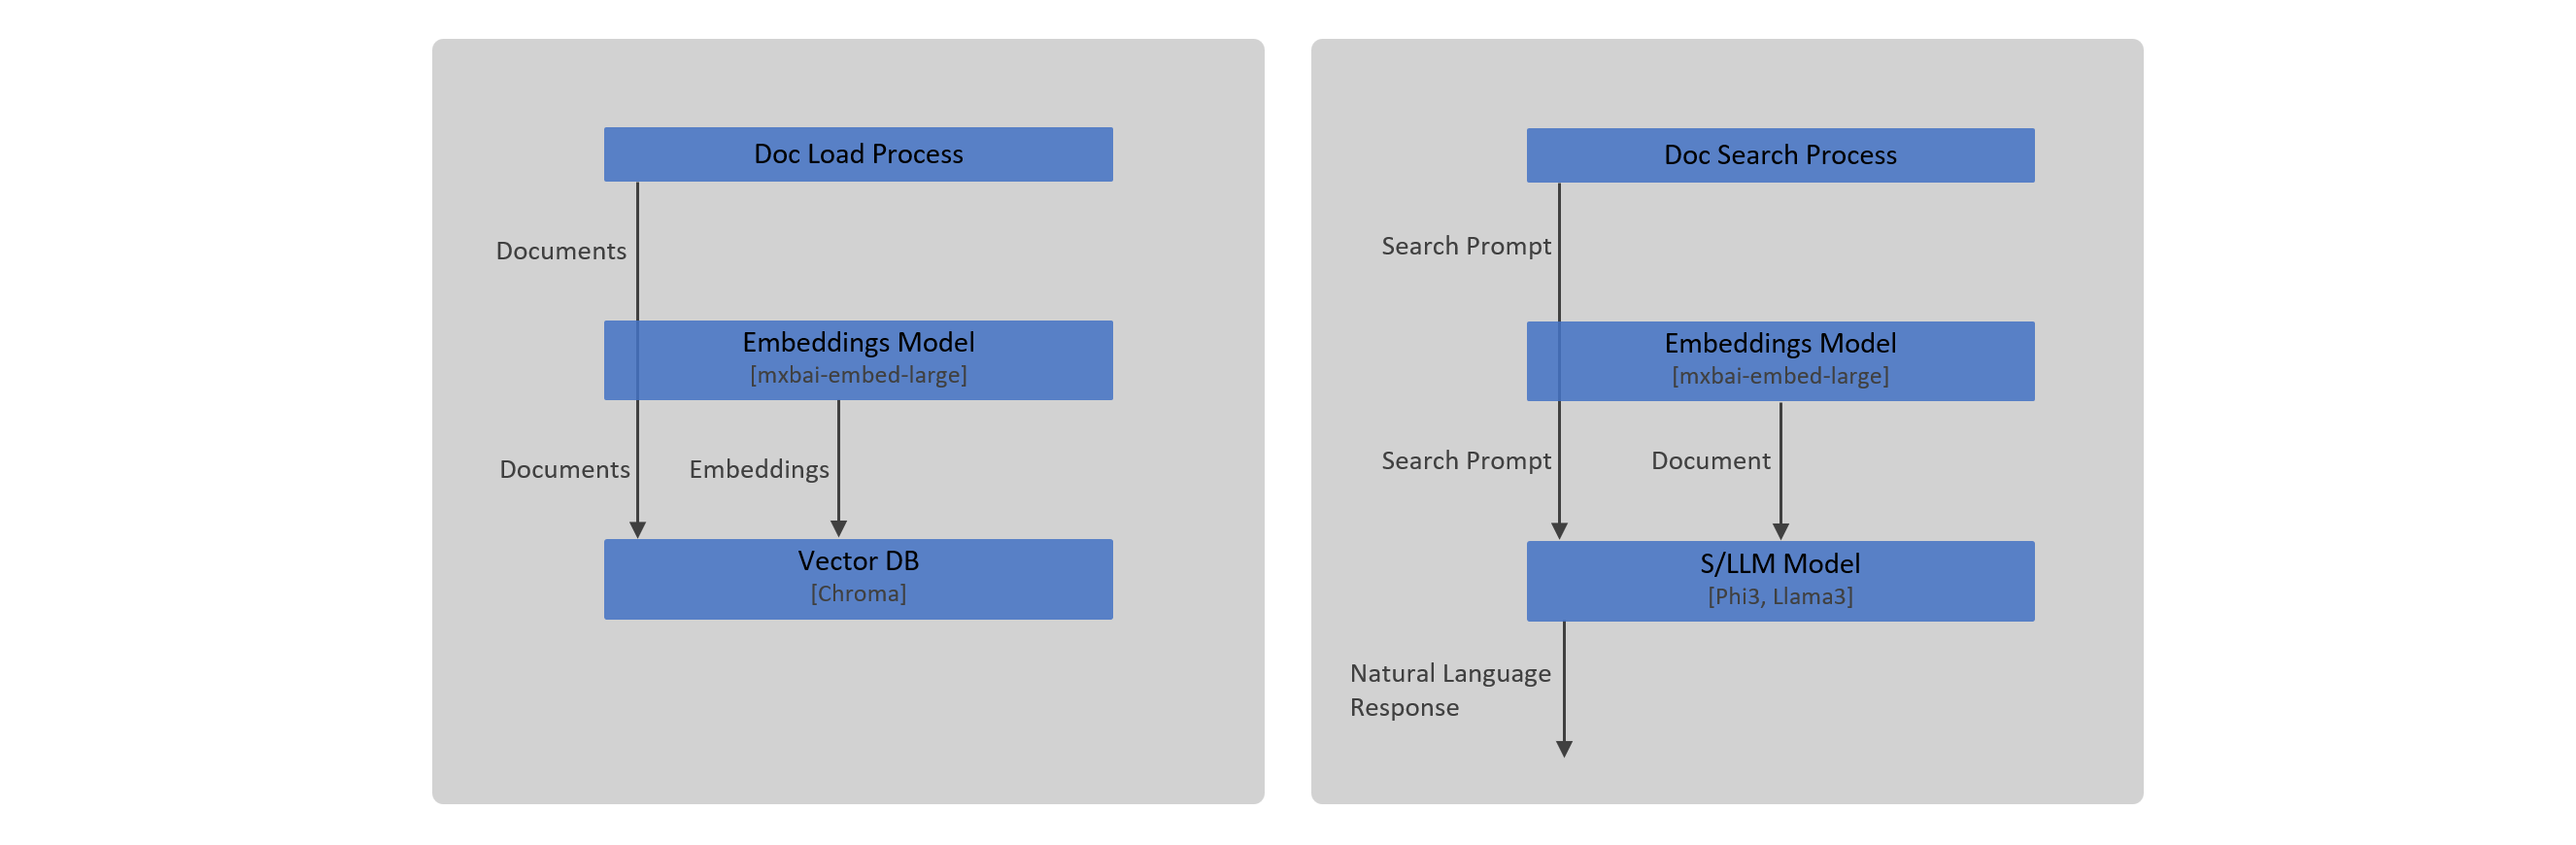 Doc Load Process
Documents
Embeddings Model
[mxbai-embed-large]
Documents
Embeddings
Vector DB
[Chroma]
Doc Search Process
Search Prompt
Embeddings Model
[mxbai-embed-large]
Search Prompt
Document
S/LLM Model
[Phi3, Llama3]
Natural Language
Response